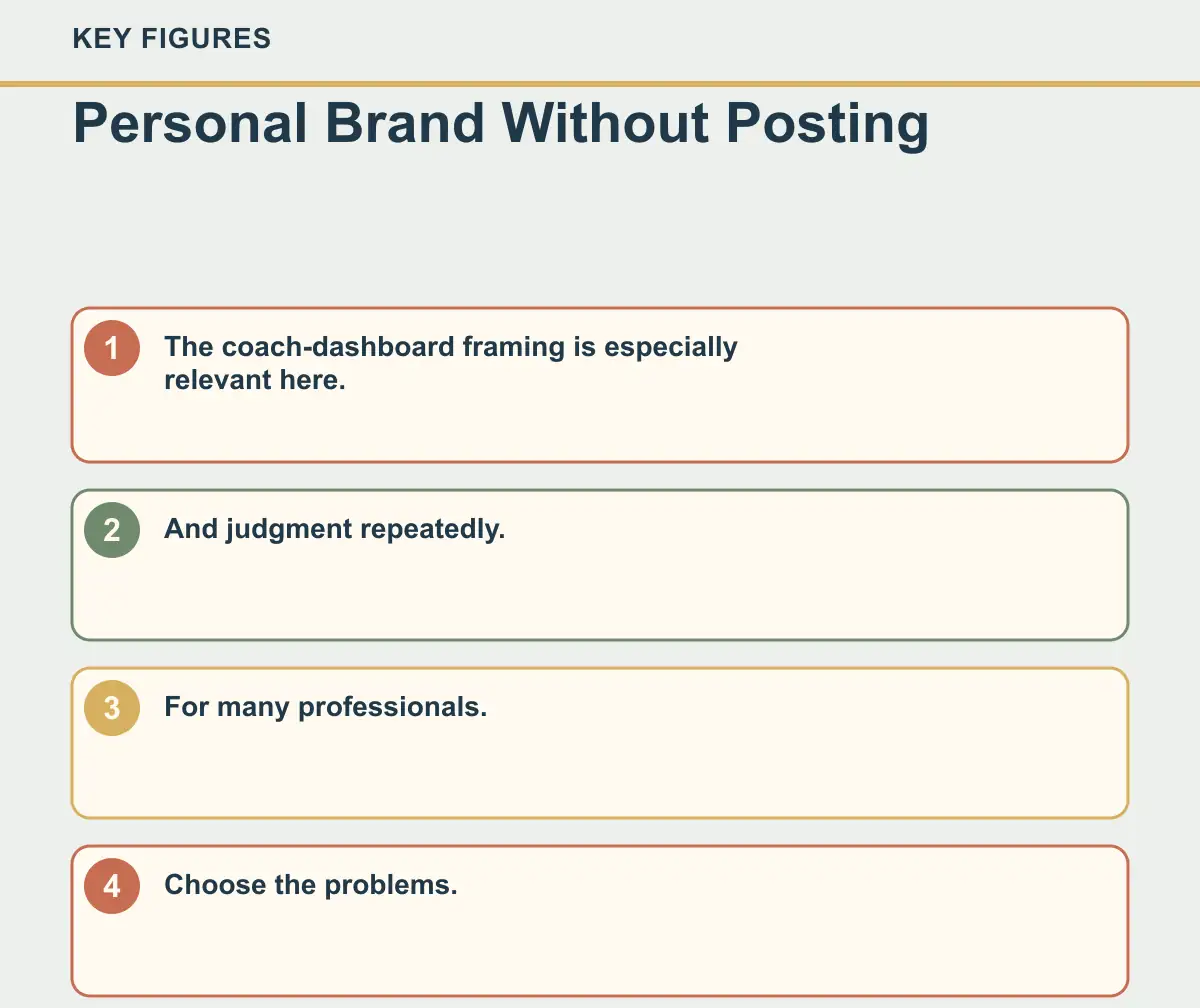 KEY FIGURES
Personal Brand Without Posting
1
The coach-dashboard framing is especially
relevant here.
2
And judgment repeatedly.
3
For many professionals.
4
Choose the problems.